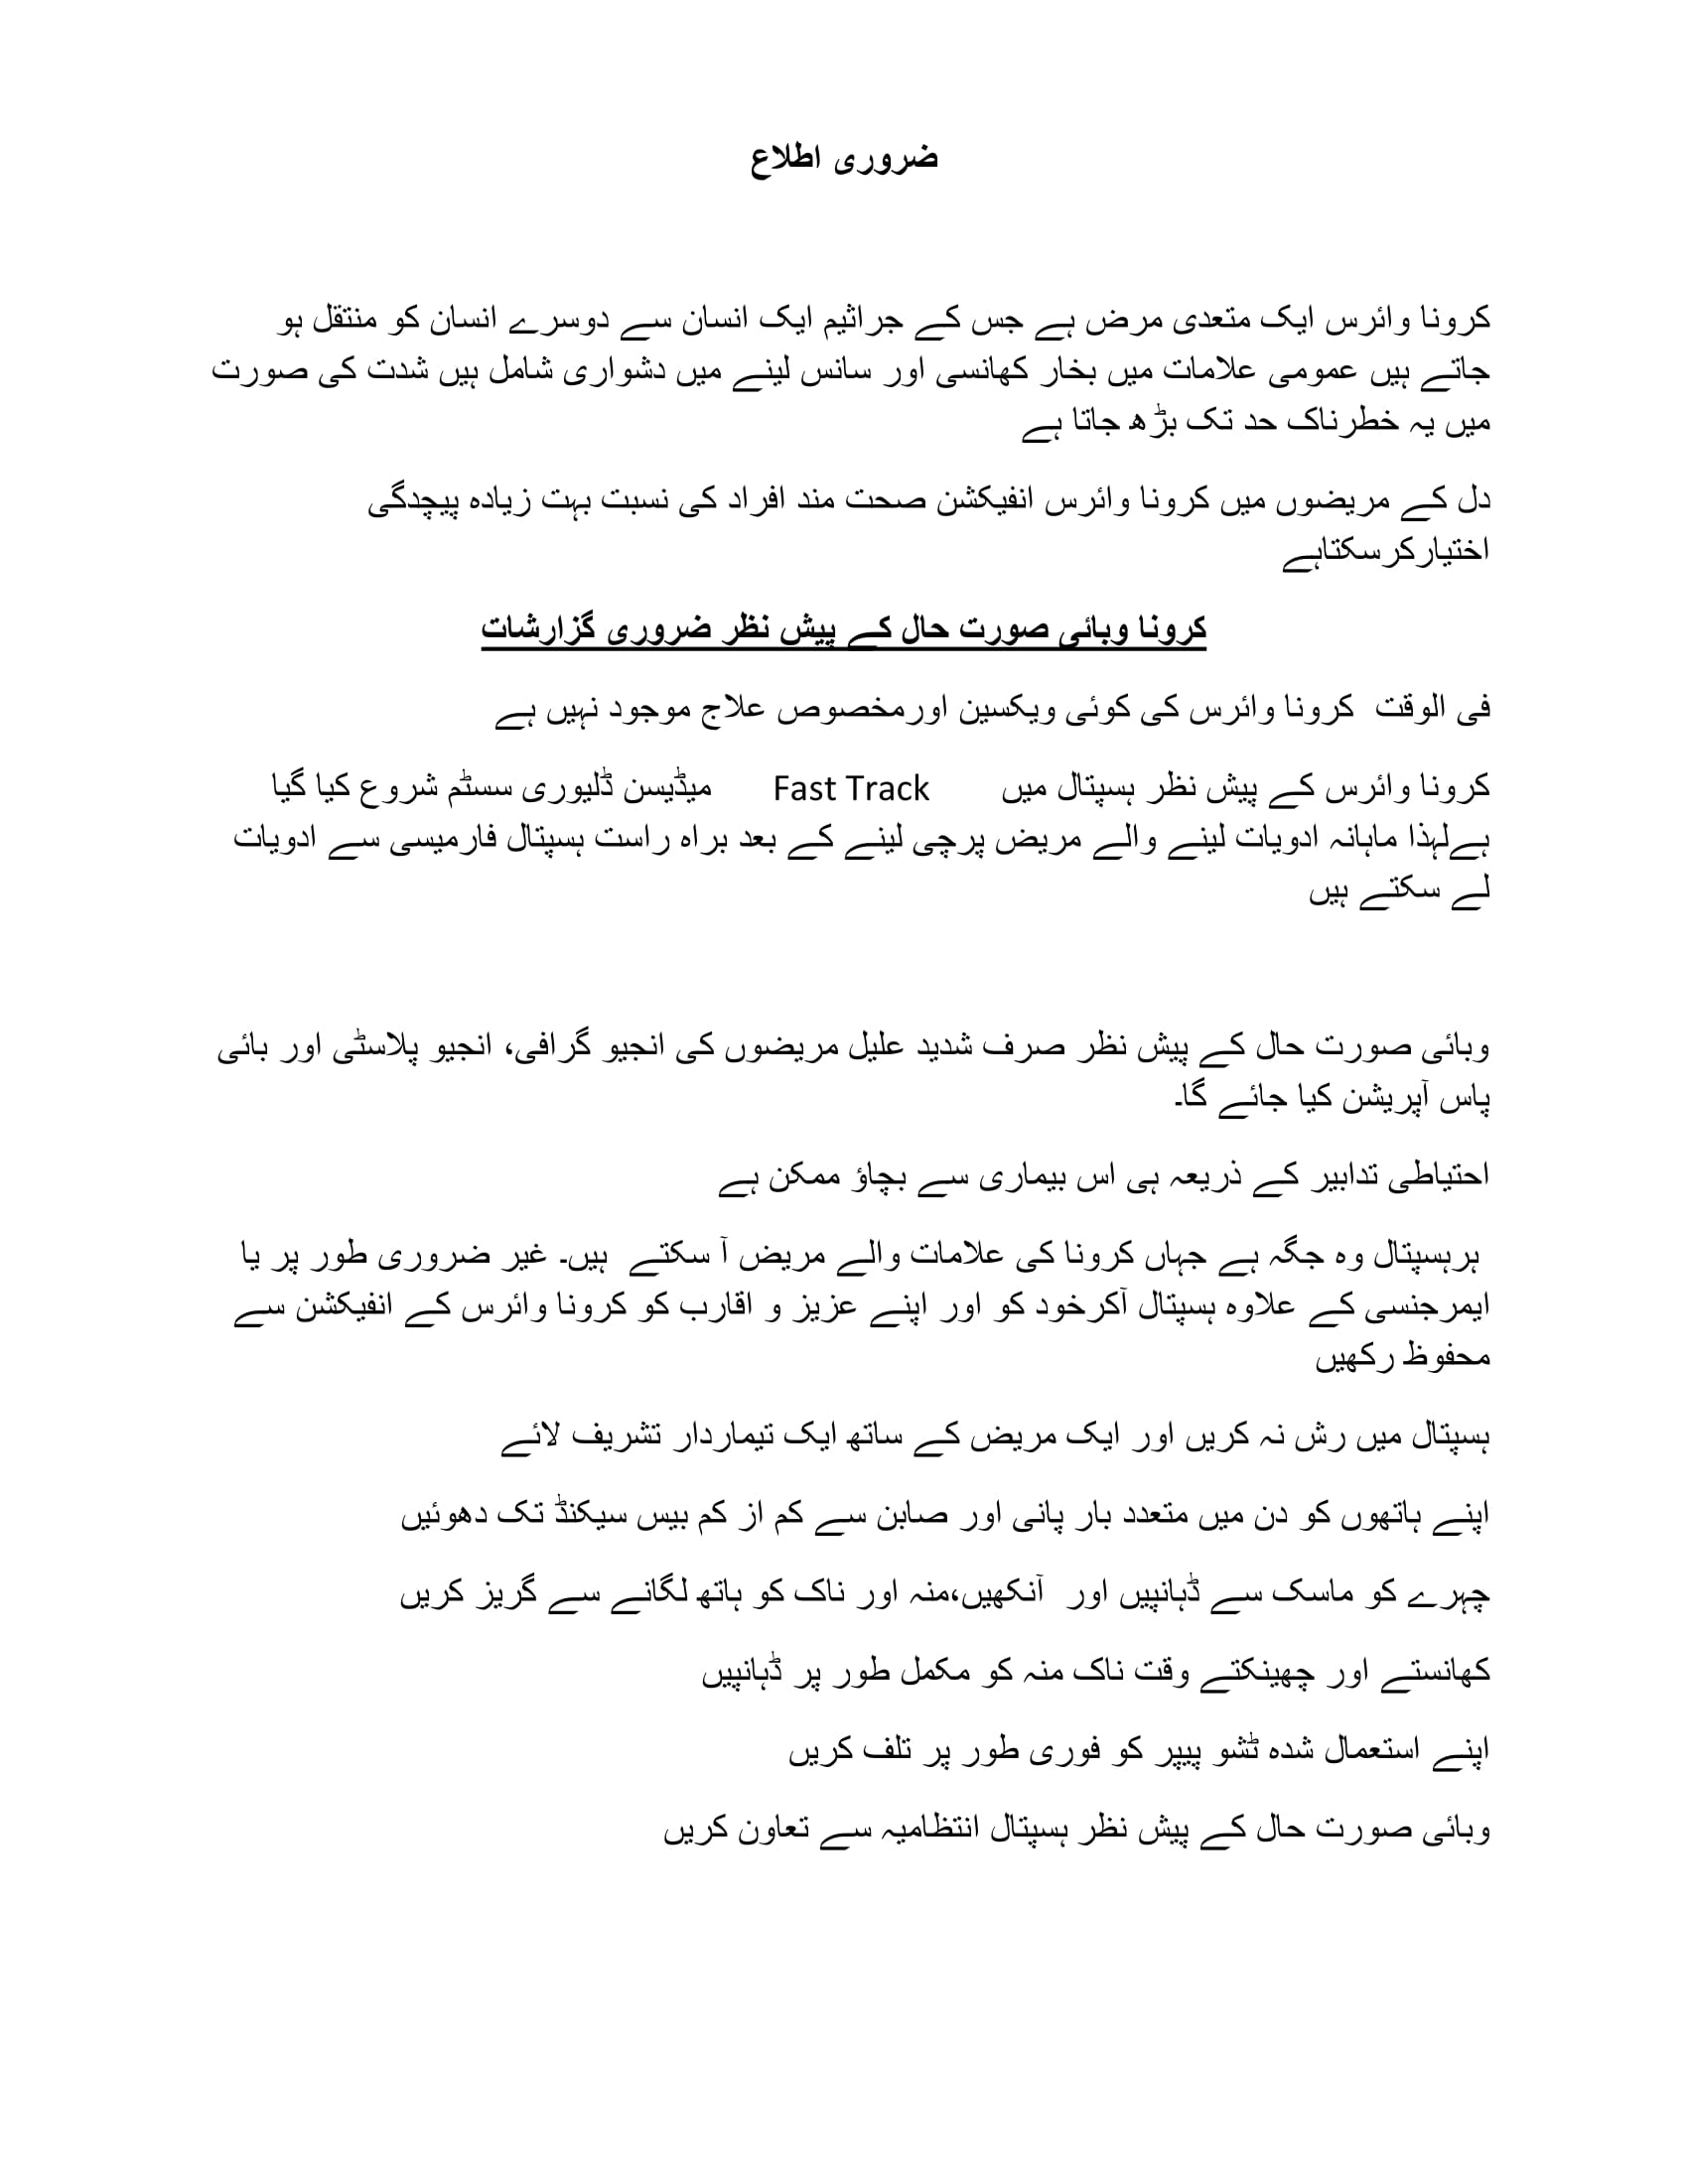 ضروری اطلاع
کرونا وائرس ایک متعدی مرض ہے جس کے جراثیم ایک انسان سے دوسرے انسان کو منتقل ہو
جاتے ہیں عمومی علامات میں بخار کھانسی اور سانس لینے میں دشواری شامل ہیں شدت کی صورت
میں یہ خطرناک حد تک بڑھ جاتا ہے
دل کے مریضوں میں کرونا وائرس انفیکشن صحت مند افراد کی نسبت بہت زیادہ پیچدگی
اختیارکرسکتاہے
کرونا وبائی صورت حال کے پیش نظر ضروری گزارشات
فی الوقت کرونا وائرس کی کوئی ویکسین اورمخصوص علاج موجود نہیں ہے
کرونا وائرس کے پیش نظر ہسپتال میں Fast Track میڈیسن ڈلیوری سسٹم شروع کیا گیا
ہےلہذا ماہانہ ادویات لینے والے مریض پرچی لینے کے بعد براہ راست ہسپتال فارمیسی سے ادویات
لے سکتے ہیں
وبائی صورت حال کے پیش نظر صرف شدید علیل مریضوں کی انجیو گرافی، انجیو پلاسٹی اور بائی
پاس آپریشن کیا جائے گا۔
احتیاطی تدابیر کے ذریعہ ہی اس بیماری سے بچاؤ ممکن ہے
ہرہسپتال وہ جگہ ہے جہاں کرونا کی علامات والے مریض آ سکتے ہیں۔ غیر ضروری طور پر یا
ایمرجنسی کے علاوہ ہسپتال آکرخود کو اور اپنے عزیز و اقارب کو کرونا وائرس کے انفیکشن سے
محفوظ رکھیں
ہسپتال میں رش نہ کریں اور ایک مریض کے ساتھ ایک تیماردار تشریف لائے
اپنے ہاتھوں کو دن میں متعدد بار پانی اور صابن سے کم از کم بیس سیکنڈ تک دھوئیں
چہرے کو ماسک سے ڈہانپیں اور آنکھیں،منہ اور ناک کو ہاتھ لگانے سے گریز کریں
کھانستے اور چھینکتے وقت ناک منہ کو مکمل طور پر ڈہانپیں
اپنے استعمال شدہ ٹشو پیپر کو فوری طور پر تلف کریں
وبائی صورت حال کے پیش نظر ہسپتال انتظامیہ سے تعاون کریں